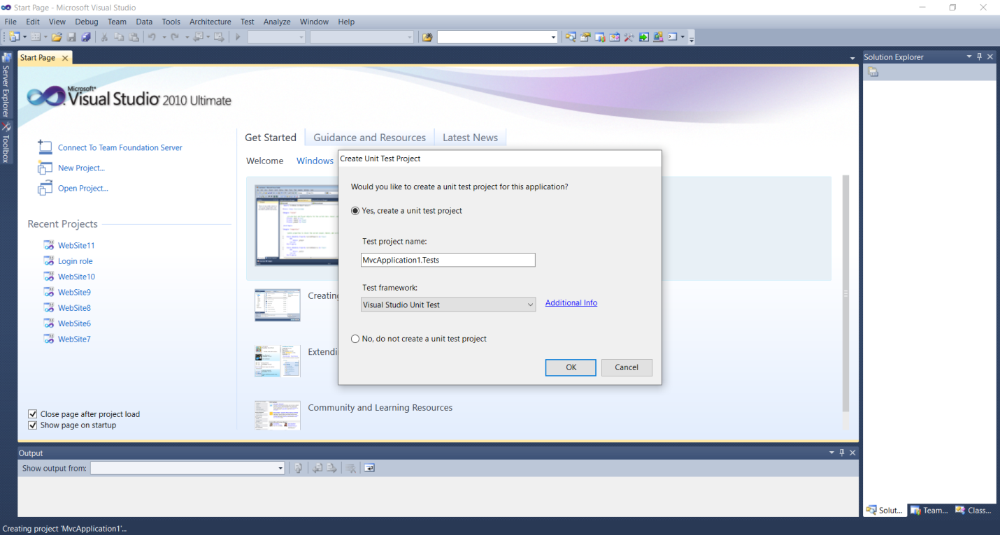 Start Page - Microsoft Visual Studio
File Edit View Debug Team Tools Data Architecture Test Analyze Window Help
Server Explorer
Toolbox
Start Page
Microsoft
Visual Studio 2010 Ultimate
Connect To Team Foundation Server
New Project...
Open Project...
Recent Projects
WebSite11
Login role
WebSite10
WebSite9
WebSite8
WebSite6
WebSite7
Close page after project load
Show page on startup
Get Started Guidance and Resources Latest News
Welcome Windows
Creating
Extendi
Community and Learning Resources
Create Unit Test Project
Would you like to create a unit test project for this application?
Yes, create a unit test project
Test project name:
MvcApplication1.Tests
Test framework:
Visual Studio Unit Test
Additional Info
No, do not create a unit test project
OK Cancel
Solution Explorer
Output
Show output from:
Solut... Team... Class...
Creating project 'MvcApplication1'...